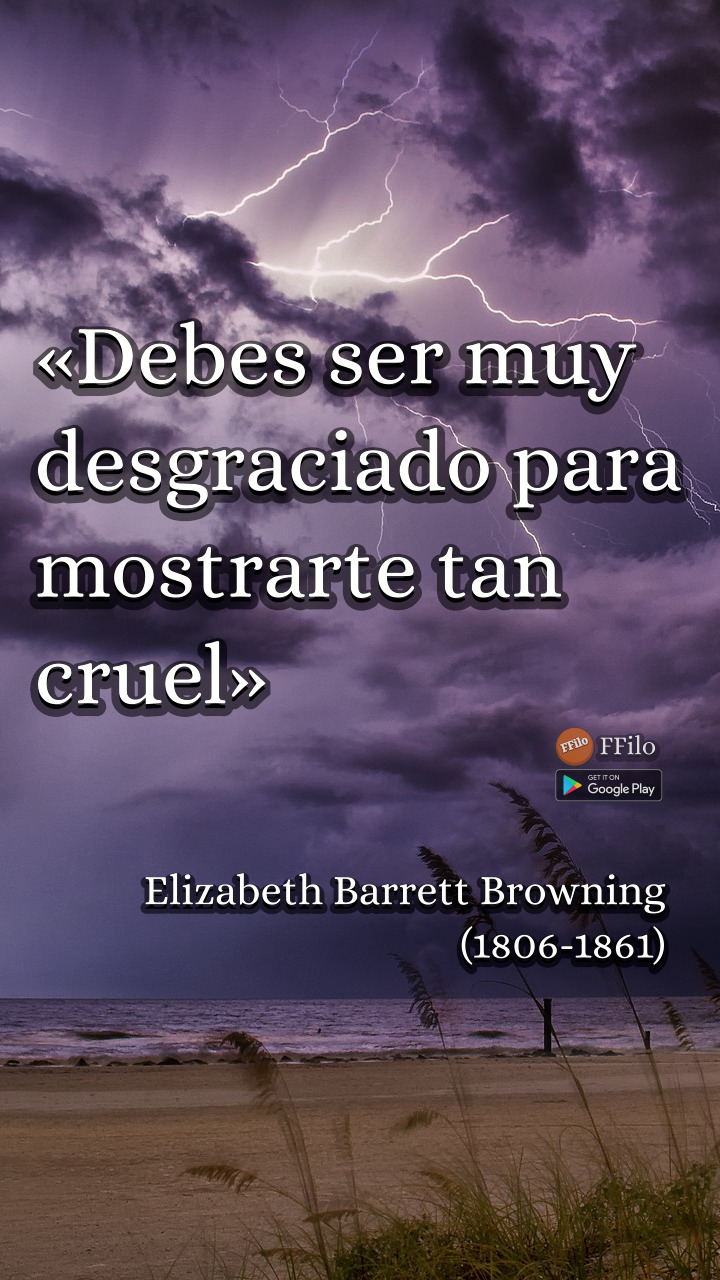 «Debes ser muy
desgraciado para
mostrarte tan
cruel»
FFilo FFilo
GET IT ON
Google Play
Elizabeth Barrett Browning
(1806-1861)